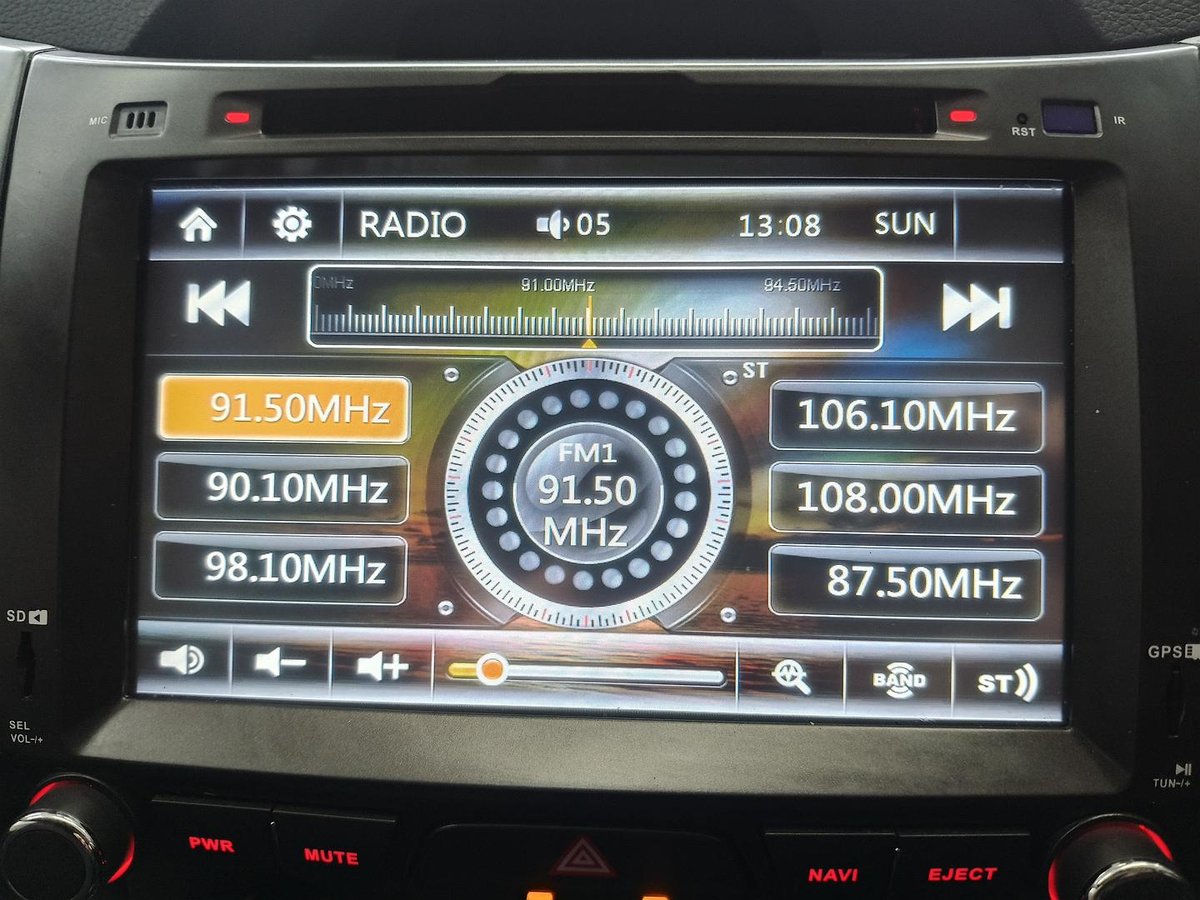 MIC
RST
IR
RADIO 05 13:08 SUN
0MHz 91.00MHz 94.50MHz
ST
91.50MHz
90.10MHz
98.10MHz
FM1
91.50
MHz
106.10MHz
108.00MHz
87.50MHz
BAND
ST
SD
SEL
VOL-/+
GPS
TUN-/+
PWR
MUTE
NAVI
EJECT